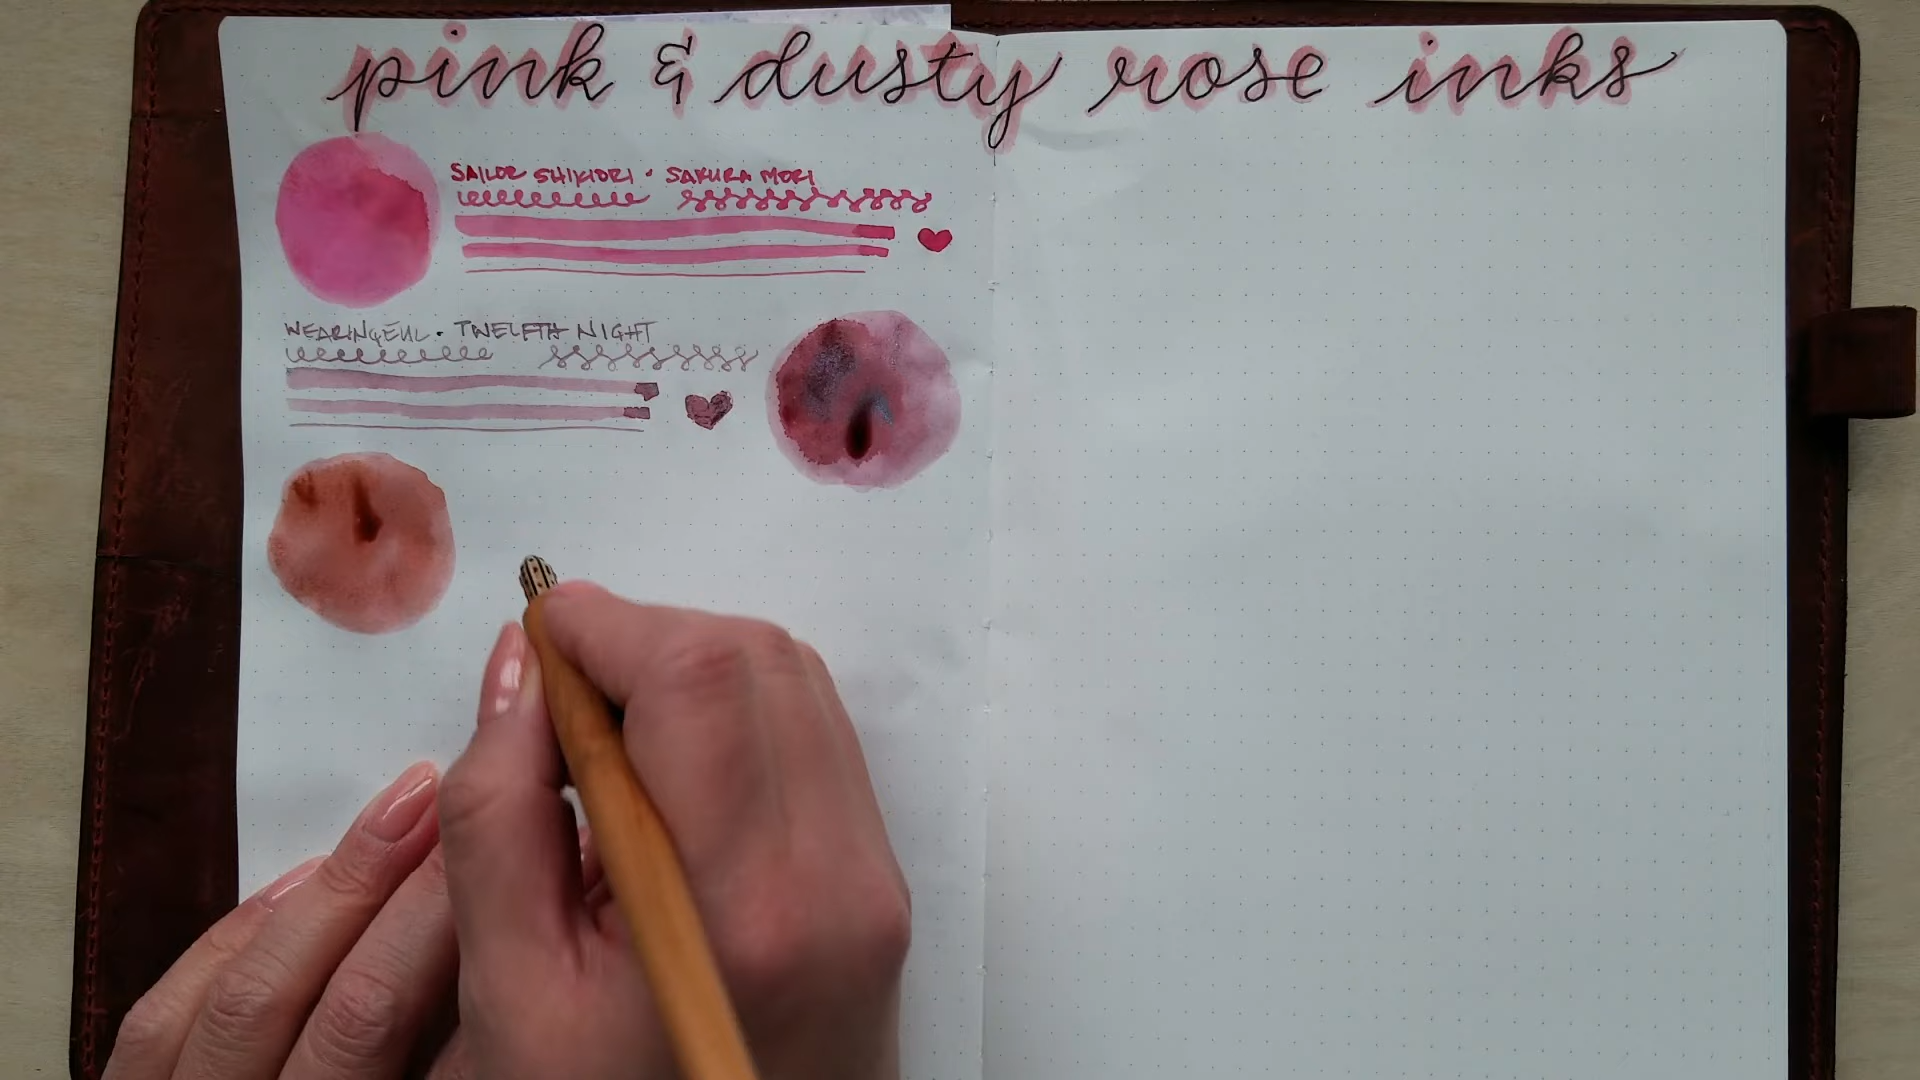 pink & dusty rose inks
SAILOR SHIKIORI · SAKURA MORI
WEARINGEUL · TWELFTH NIGHT